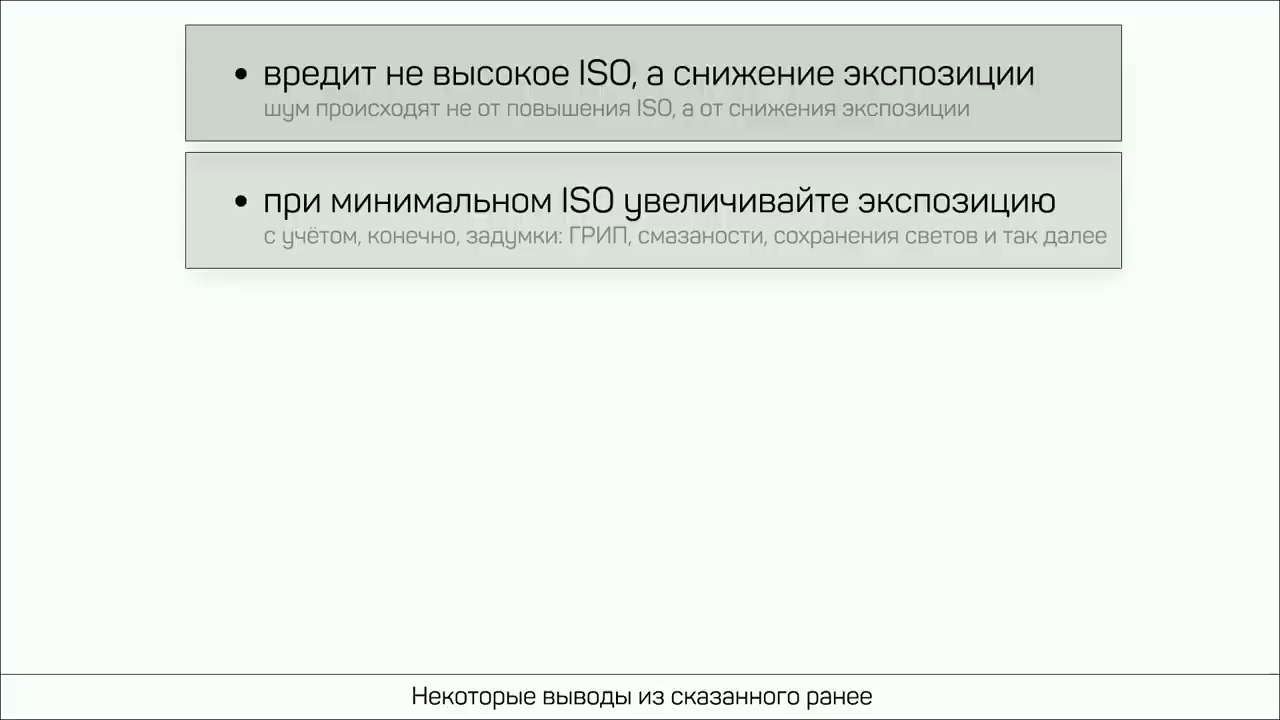 • вредит не высокое ISO, а снижение экспозиции
шум происходят не от повышения ISO, а от снижения экспозиции
• при минимальном ISO увеличивайте экспозицию
с учётом, конечно, задумки: ГРИП, смазаности, сохранения светов и так далее
Некоторые выводы из сказанного ранее